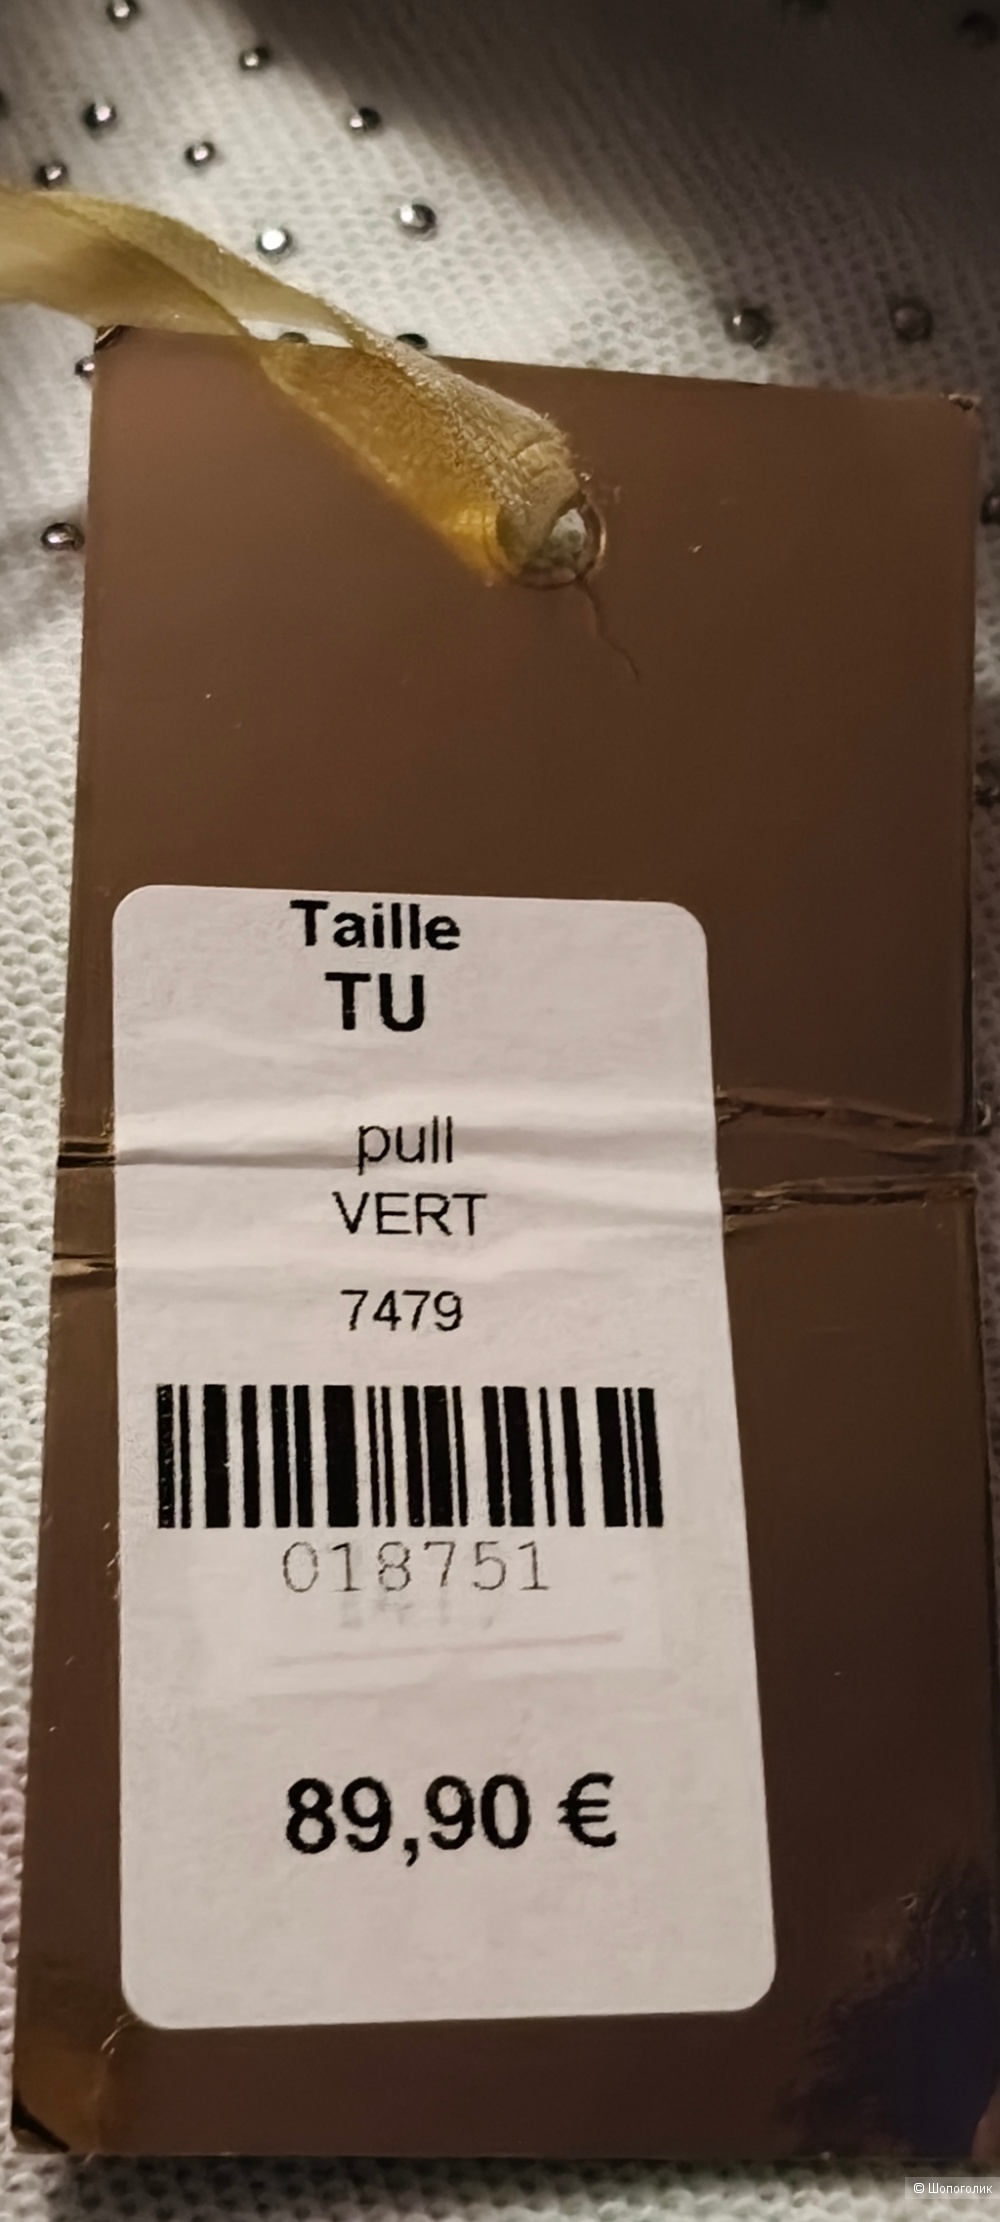 Taille
TU
pull
VERT
7479
018751
89,90 €
© Шопоголик